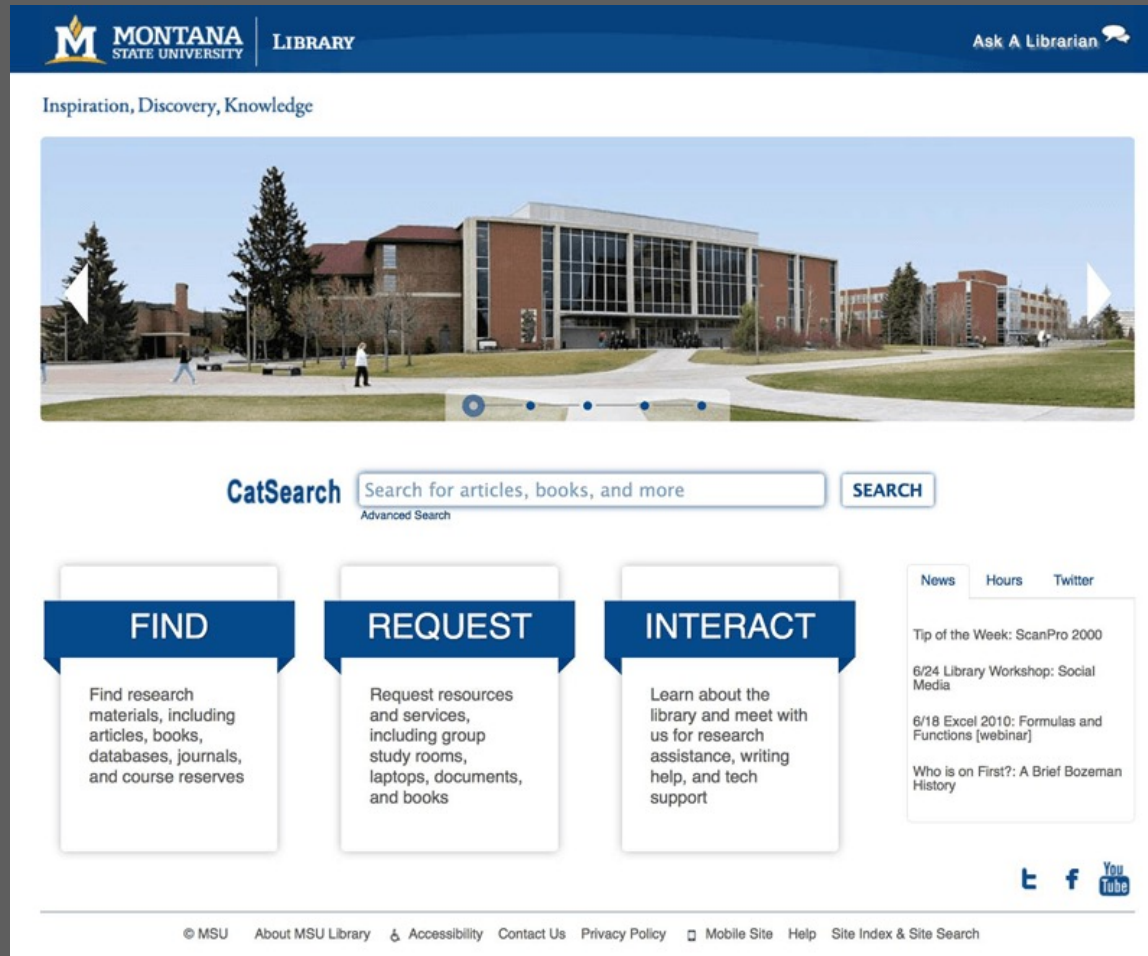 MONTANA
STATE UNIVERSITY
LIBRARY
Ask A Librarian
Inspiration, Discovery, Knowledge
CatSearch
Search for articles, books, and more
SEARCH
Advanced Search
FIND
Find research
materials, including
articles, books,
databases, journals,
and course reserves
REQUEST
Request resources
and services,
including group
study rooms,
laptops, documents,
and books
INTERACT
Learn about the
library and meet with
us for research
assistance, writing
help, and tech
support
News Hours Twitter
Tip of the Week: ScanPro 2000
6/24 Library Workshop: Social
Media
6/18 Excel 2010: Formulas and
Functions [webinar]
Who is on First?: A Brief Bozeman
History
You
Tube
© MSU About MSU Library Accessibility Contact Us Privacy Policy Mobile Site Help Site Index & Site Search